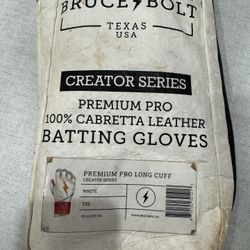 BRUCE BOLT
TEXAS
USA
CREATOR SERIES
PREMIUM PRO
100% CABRETTA LEATHER
BATTING GLOVES
PREMIUM PRO LONG CUFF
CREATOR SERIES
WHITE
YXL